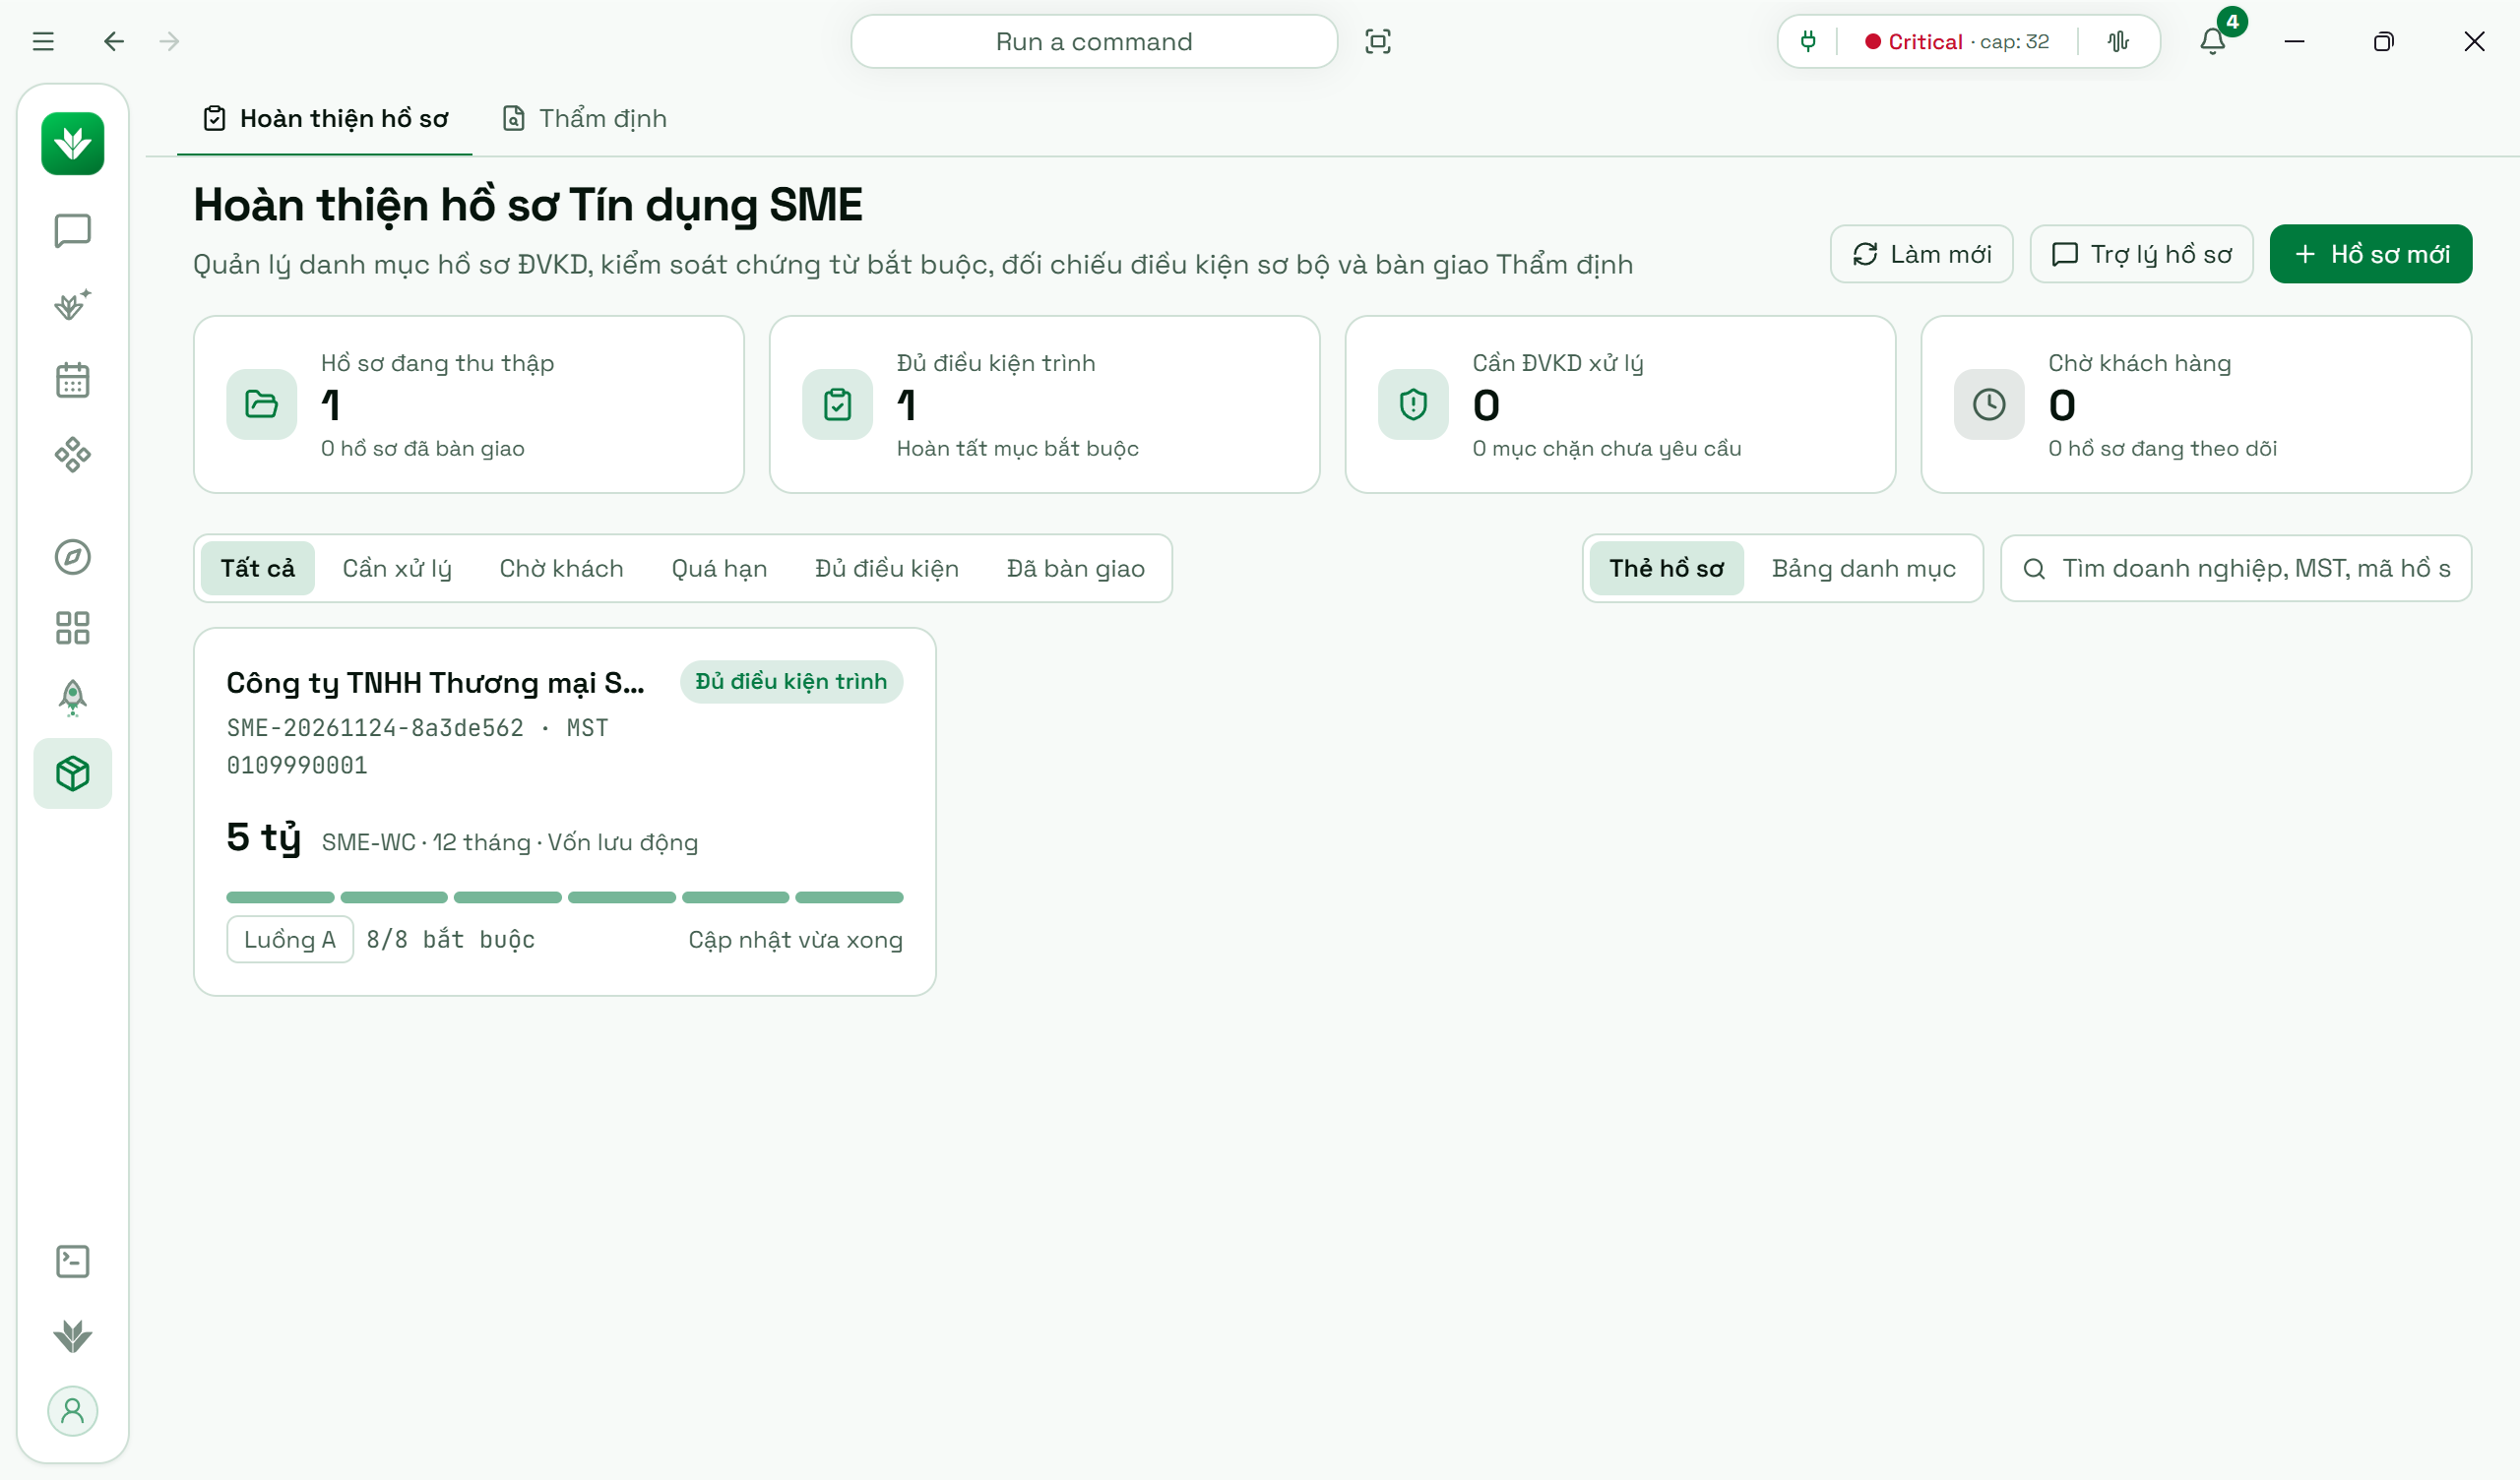 Run a command
Critical · cap: 32
4
Hoàn thiện hồ sơ
Thẩm định
Hoàn thiện hồ sơ Tín dụng SME
Quản lý danh mục hồ sơ ĐVKD, kiểm soát chứng từ bắt buộc, đối chiếu điều kiện sơ bộ và bàn giao Thẩm định
Làm mới
Trợ lý hồ sơ
Hồ sơ mới
Hồ sơ đang thu thập
1
0 hồ sơ đã bàn giao
Đủ điều kiện trình
1
Hoàn tất mục bắt buộc
Cần ĐVKD xử lý
0
0 mục chặn chưa yêu cầu
Chờ khách hàng
0
0 hồ sơ đang theo dõi
Tất cả
Cần xử lý
Chờ khách
Quá hạn
Đủ điều kiện
Đã bàn giao
Thẻ hồ sơ
Bảng danh mục
Tìm doanh nghiệp, MST, mã hồ s
Công ty TNHH Thương mại S...
Đủ điều kiện trình
SME-20261124-8a3de562 · MST
0109990001
5 tỷ SME-WC · 12 tháng · Vốn lưu động
Luồng A 8/8 bắt buộc
Cập nhật vừa xong